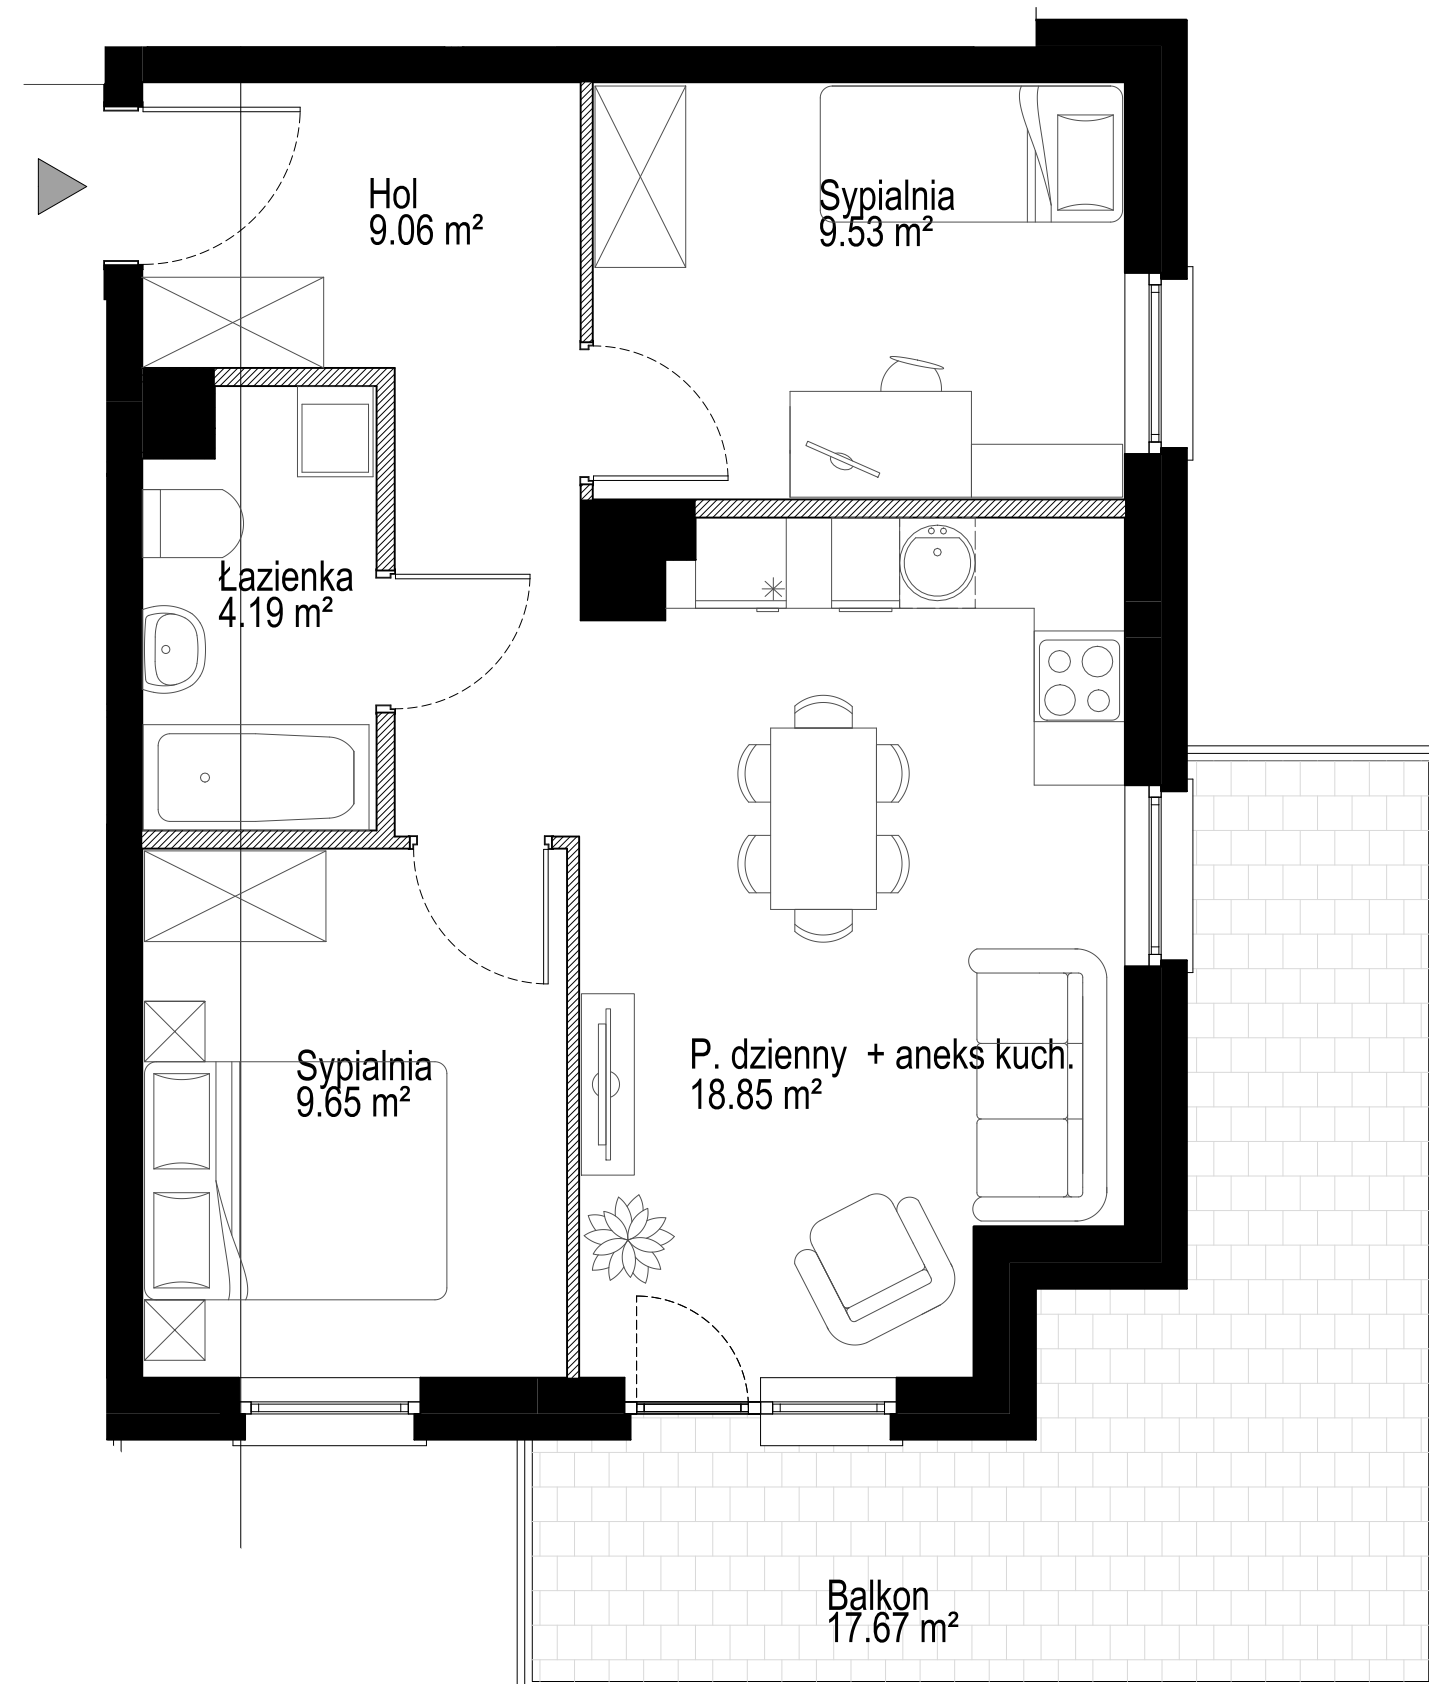 Hol
9.06 m²
Sypialnia
9.53 m²
Łazienka
4.19 m²
Sypialnia
9.65 m²
P. dzienny + aneks kuch.
18.85 m²
Balkon
17.67 m²